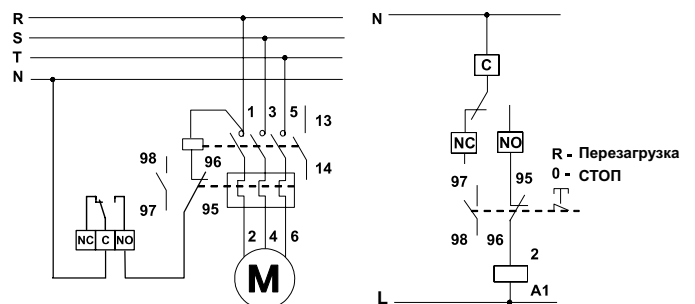 R
S
T
N
1 3 5 13
14
98 96
97 95
NC C NO
2 4 6
M
N
C
NC NO
R - Перезагрузка
0 - СТОП
97 95
98 96
2
A1
L